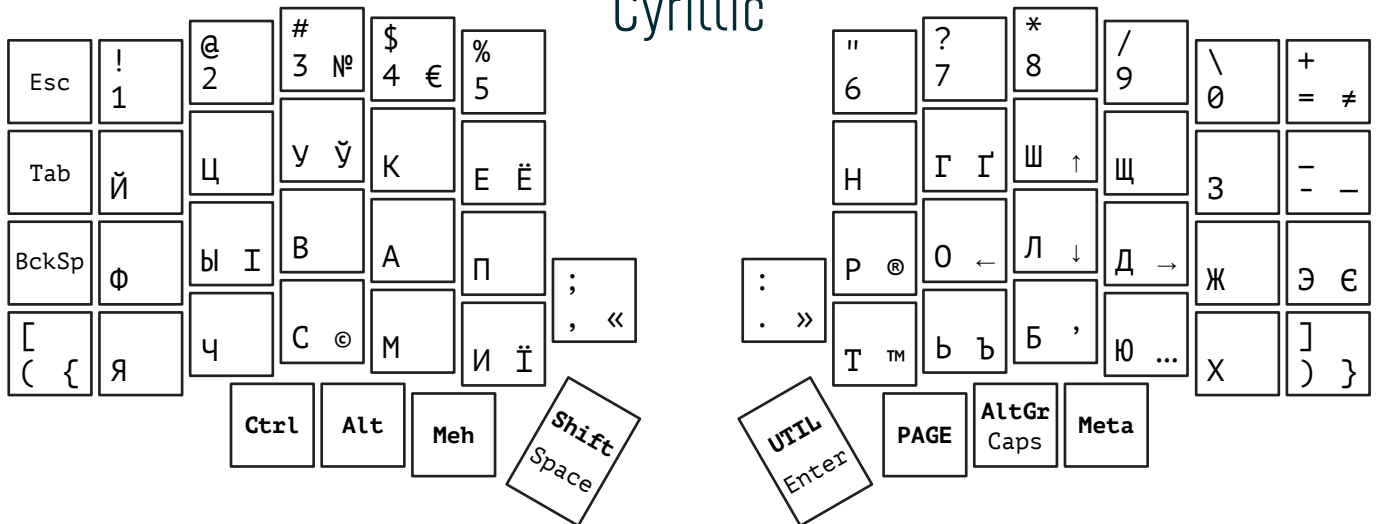 Cyrillic
! @ # $ % " ? * / \ +
Esc 1 2 3 № 4 € 5 6 7 8 9 0 = ≠
Tab Й Ц У Ў К Е Ё Н Г Ґ Ш ↑ Щ З _
- —
BckSp Ф Ы І В А П Р ® О ← Л ↓ Д → Ж Э Є
; :
, « . »
[ ]
( { Я Ч С © М И Ї Т ™ Ь Ъ Б ’ Ю … Х ) }
Ctrl Alt Meh Shift UTIL PAGE AltGr Meta
Space Enter Caps